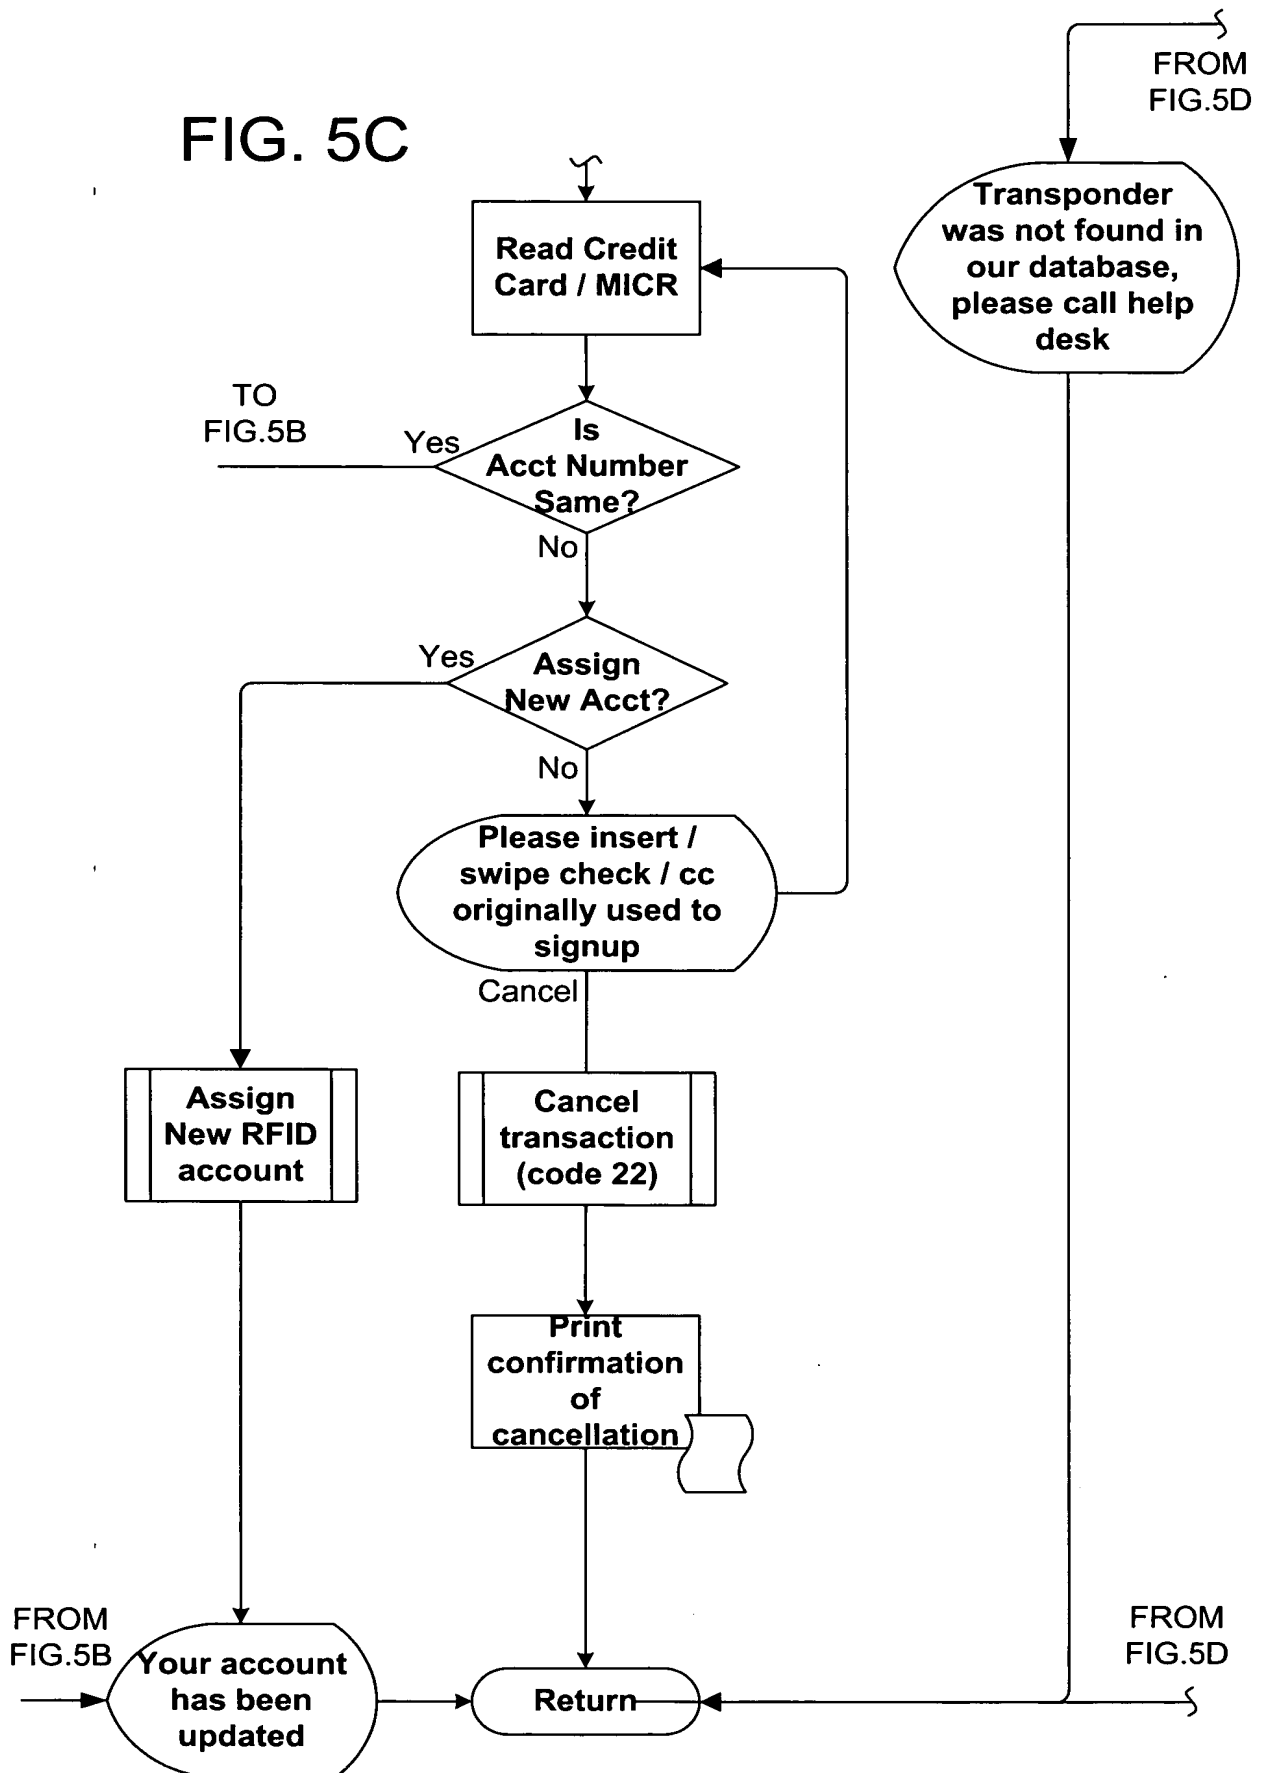 FROM
FIG.5D
FIG. 5C
Transponder
was not found in
our database,
please call help
desk
Read Credit
Card / MICR
TO
FIG.5B
Yes
Is
Acct Number
Same?
No
Yes
Assign
New Acct?
No
Please insert /
swipe check / cc
originally used to
signup
Cancel
Assign
New RFID
account
Cancel
transaction
(code 22)
Print
confirmation
of
cancellation
FROM
FIG.5B
Your account
has been
updated
Return
FROM
FIG.5D